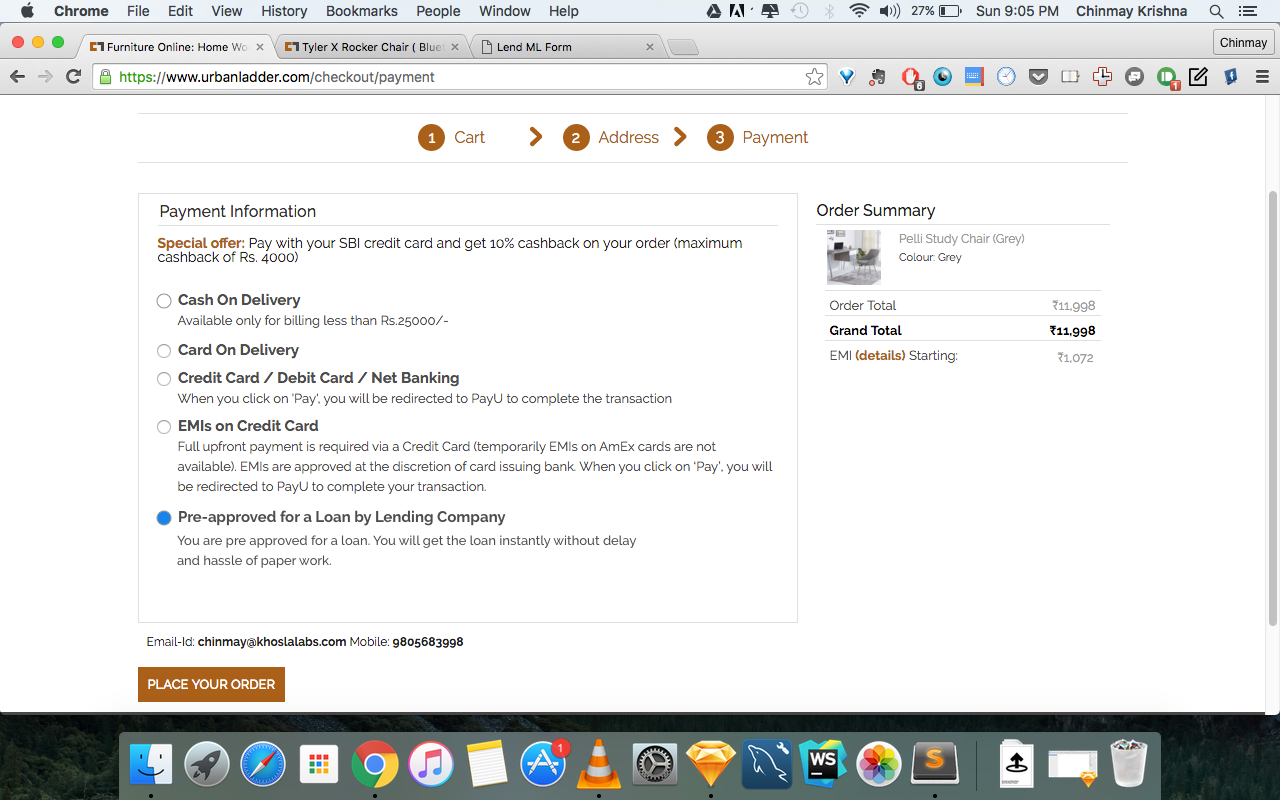 Chrome File Edit View History Bookmarks People Window Help 27% Sun 9:05 PM Chinmay Krishna
Furniture Online: Home Wo
Tyler X Rocker Chair ( Blue
Lend ML Form
Chinmay
https://www.urbanladder.com/checkout/payment
6
1
1 Cart 2 Address 3 Payment
Payment Information
Special offer: Pay with your SBI credit card and get 10% cashback on your order (maximum
cashback of Rs. 4000)
Cash On Delivery
Available only for billing less than Rs.25000/-
Card On Delivery
Credit Card / Debit Card / Net Banking
When you click on 'Pay', you will be redirected to PayU to complete the transaction
EMIs on Credit Card
Full upfront payment is required via a Credit Card (temporarily EMIs on AmEx cards are not
available). EMIs are approved at the discretion of card issuing bank. When you click on 'Pay', you will
be redirected to PayU to complete your transaction.
Pre-approved for a Loan by Lending Company
You are pre approved for a loan. You will get the loan instantly without delay
and hassle of paper work.
Email-Id: chinmay@khoslalabs.com Mobile: 9805683998
PLACE YOUR ORDER
Order Summary
Pelli Study Chair (Grey)
Colour: Grey
Order Total ₹11,998
Grand Total ₹11,998
EMI (details) Starting: ₹1,072
1
WS
S